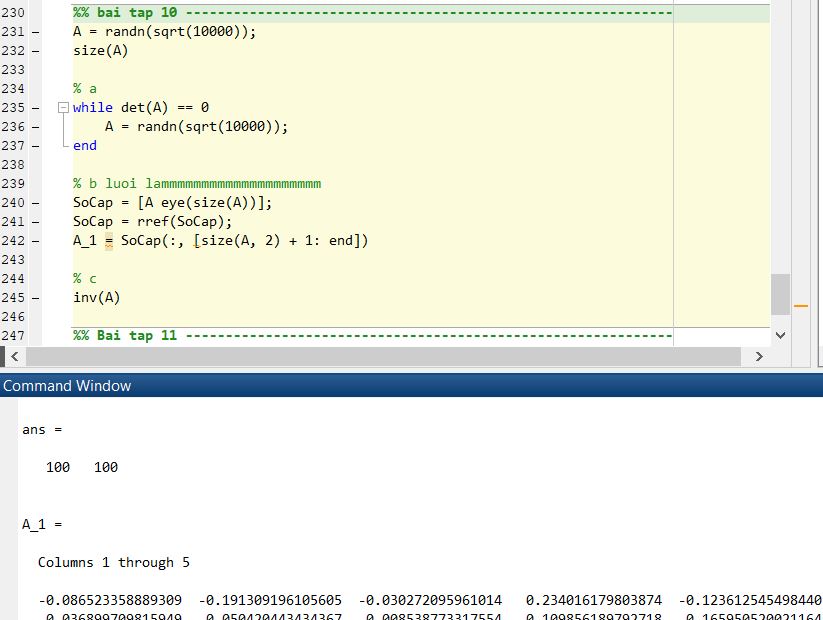 230 %% bai tap 10 -------------------------------------------------------------
231 – A = randn(sqrt(10000));
232 – size(A)
233
234 % a
235 – while det(A) == 0
236 – A = randn(sqrt(10000));
237 – end
238
239 % b luoi lammmmmmmmmmmmmmmmmmmmm
240 – SoCap = [A eye(size(A))];
241 – SoCap = rref(SoCap);
242 – A_1 = SoCap(:, [size(A, 2) + 1: end])
243
244 % c
245 – inv(A)
246
247 %% Bai tap 11 -------------------------------------------------------------
Command Window
ans =
100 100
A_1 =
Columns 1 through 5
-0.086523358889309 -0.191309196105605 -0.030272095961014 0.234016179803874 -0.123612545498440